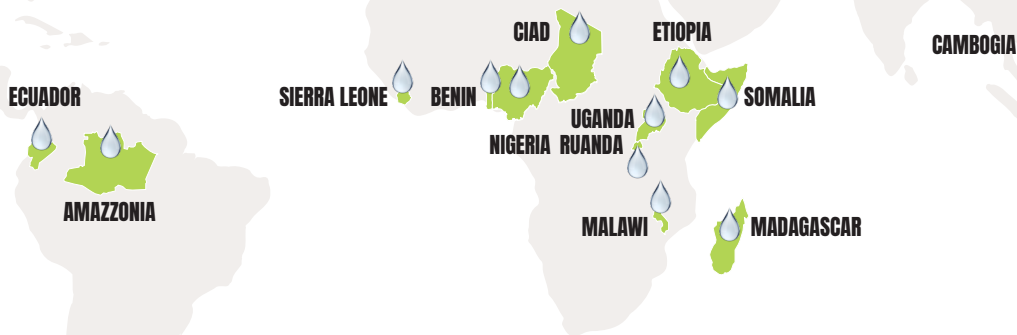 CIAD
ETIOPIA
CAMBOGIA
ECUADOR
SIERRA LEONE
BENIN
SOMALIA
UGANDA
NIGERIA
RUANDA
AMAZZONIA
MALAWI
MADAGASCAR